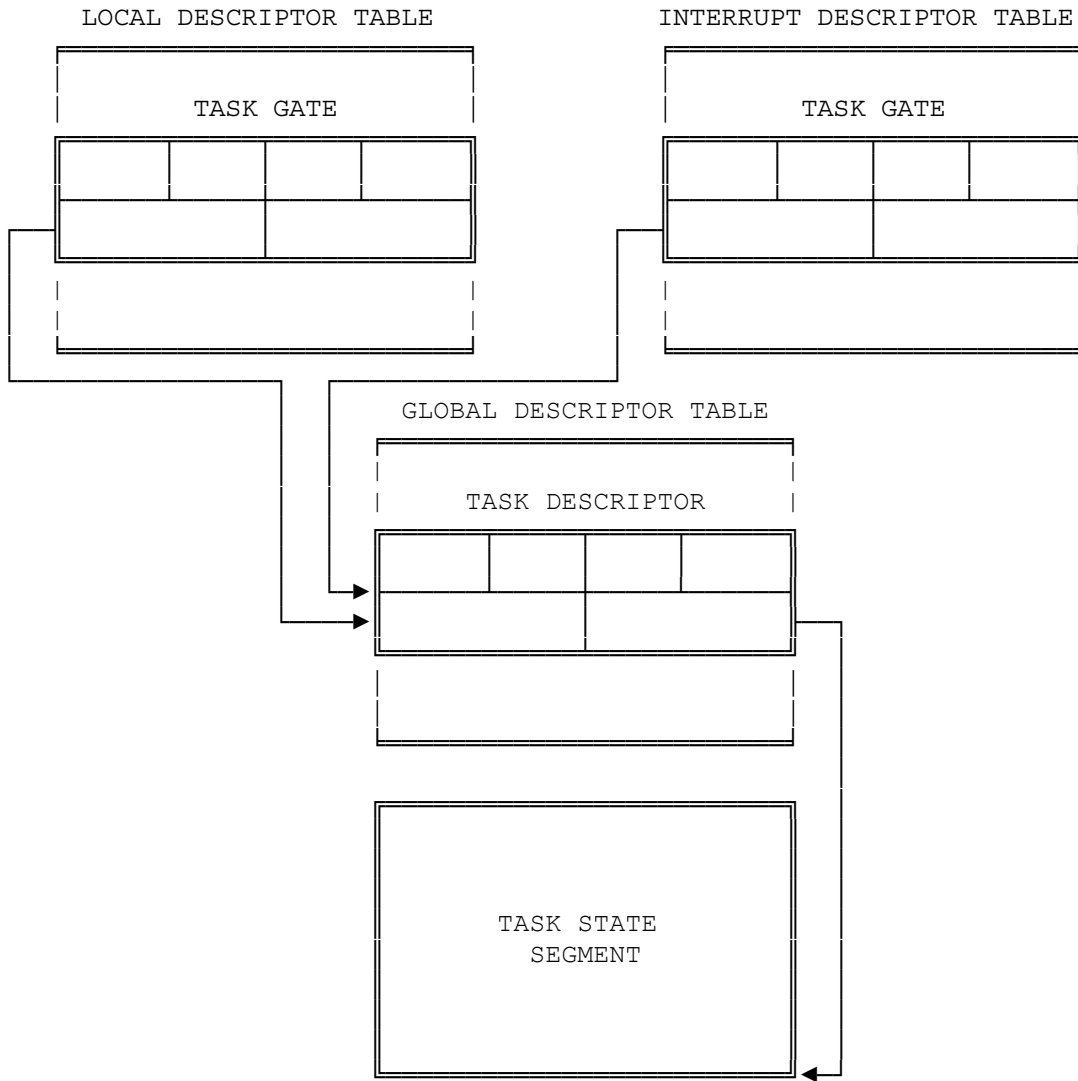 LOCAL DESCRIPTOR TABLE
INTERRUPT DESCRIPTOR TABLE
TASK GATE
TASK GATE
GLOBAL DESCRIPTOR TABLE
TASK DESCRIPTOR
TASK STATE
SEGMENT